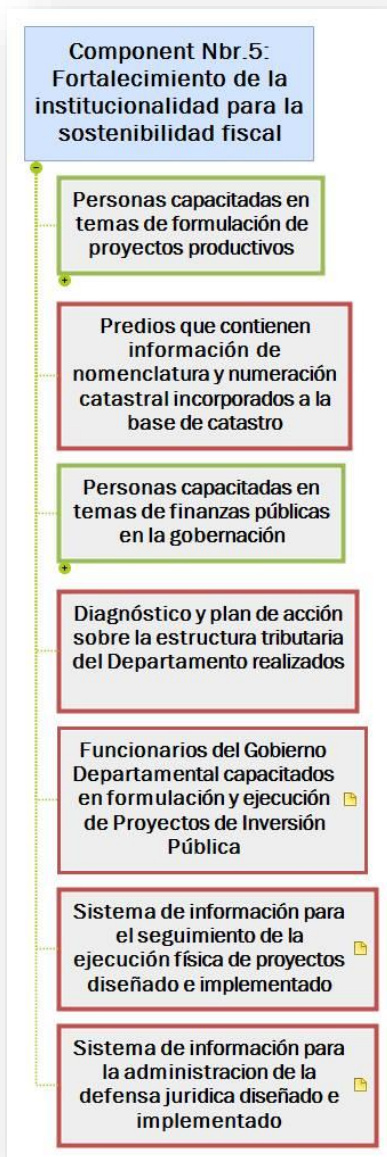 Component Nbr.5:
Fortalecimiento de la
institucionalidad para la
sostenibilidad fiscal
Personas capacitadas en
temas de formulación de
proyectos productivos
Predios que contienen
información de
nomenclatura y numeración
catastral incorporados a la
base de catastro
Personas capacitadas en
temas de finanzas públicas
en la gobernación
Diagnóstico y plan de acción
sobre la estructura tributaria
del Departamento realizados
Funcionarios del Gobierno
Departamental capacitados
en formulación y ejecución
de Proyectos de Inversión
Pública
Sistema de información para
el seguimiento de la
ejecución física de proyectos
diseñado e implementado
Sistema de información para
la administracion de la
defensa juridica diseñado e
implementado